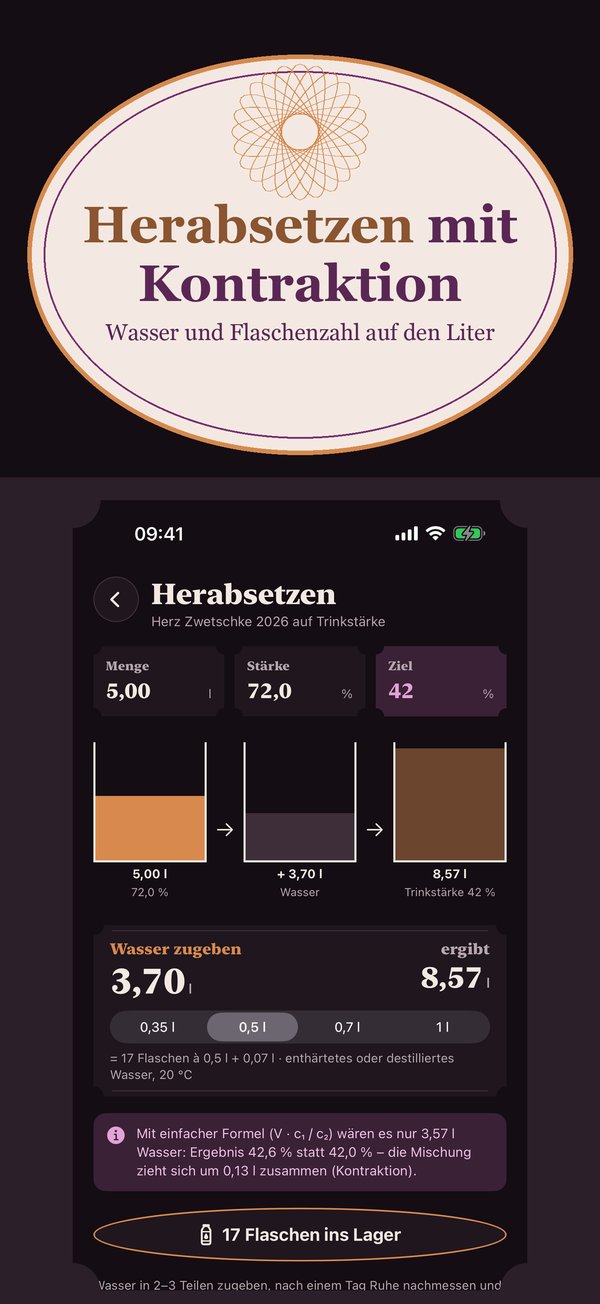 Herabsetzen mit
Kontraktion
Wasser und Flaschenzahl auf den Liter
09:41
Herabsetzen
Herz Zwetschke 2026 auf Trinkstärke
Menge
5,00 l
Stärke
72,0 %
Ziel
42 %
5,00 l
72,0 %
+ 3,70 l
Wasser
8,57 l
Trinkstärke 42 %
Wasser zugeben
3,70 l
ergibt
8,57 l
0,35 l 0,5 l 0,7 l 1 l
= 17 Flaschen à 0,5 l + 0,07 l · enthärtetes oder destilliertes
Wasser, 20 °C
Mit einfacher Formel (V · c₁ / c₂) wären es nur 3,57 l
Wasser: Ergebnis 42,6 % statt 42,0 % – die Mischung
zieht sich um 0,13 l zusammen (Kontraktion).
17 Flaschen ins Lager
Wasser in 2–3 Teilen zugeben, nach einem Tag Ruhe nachmessen und